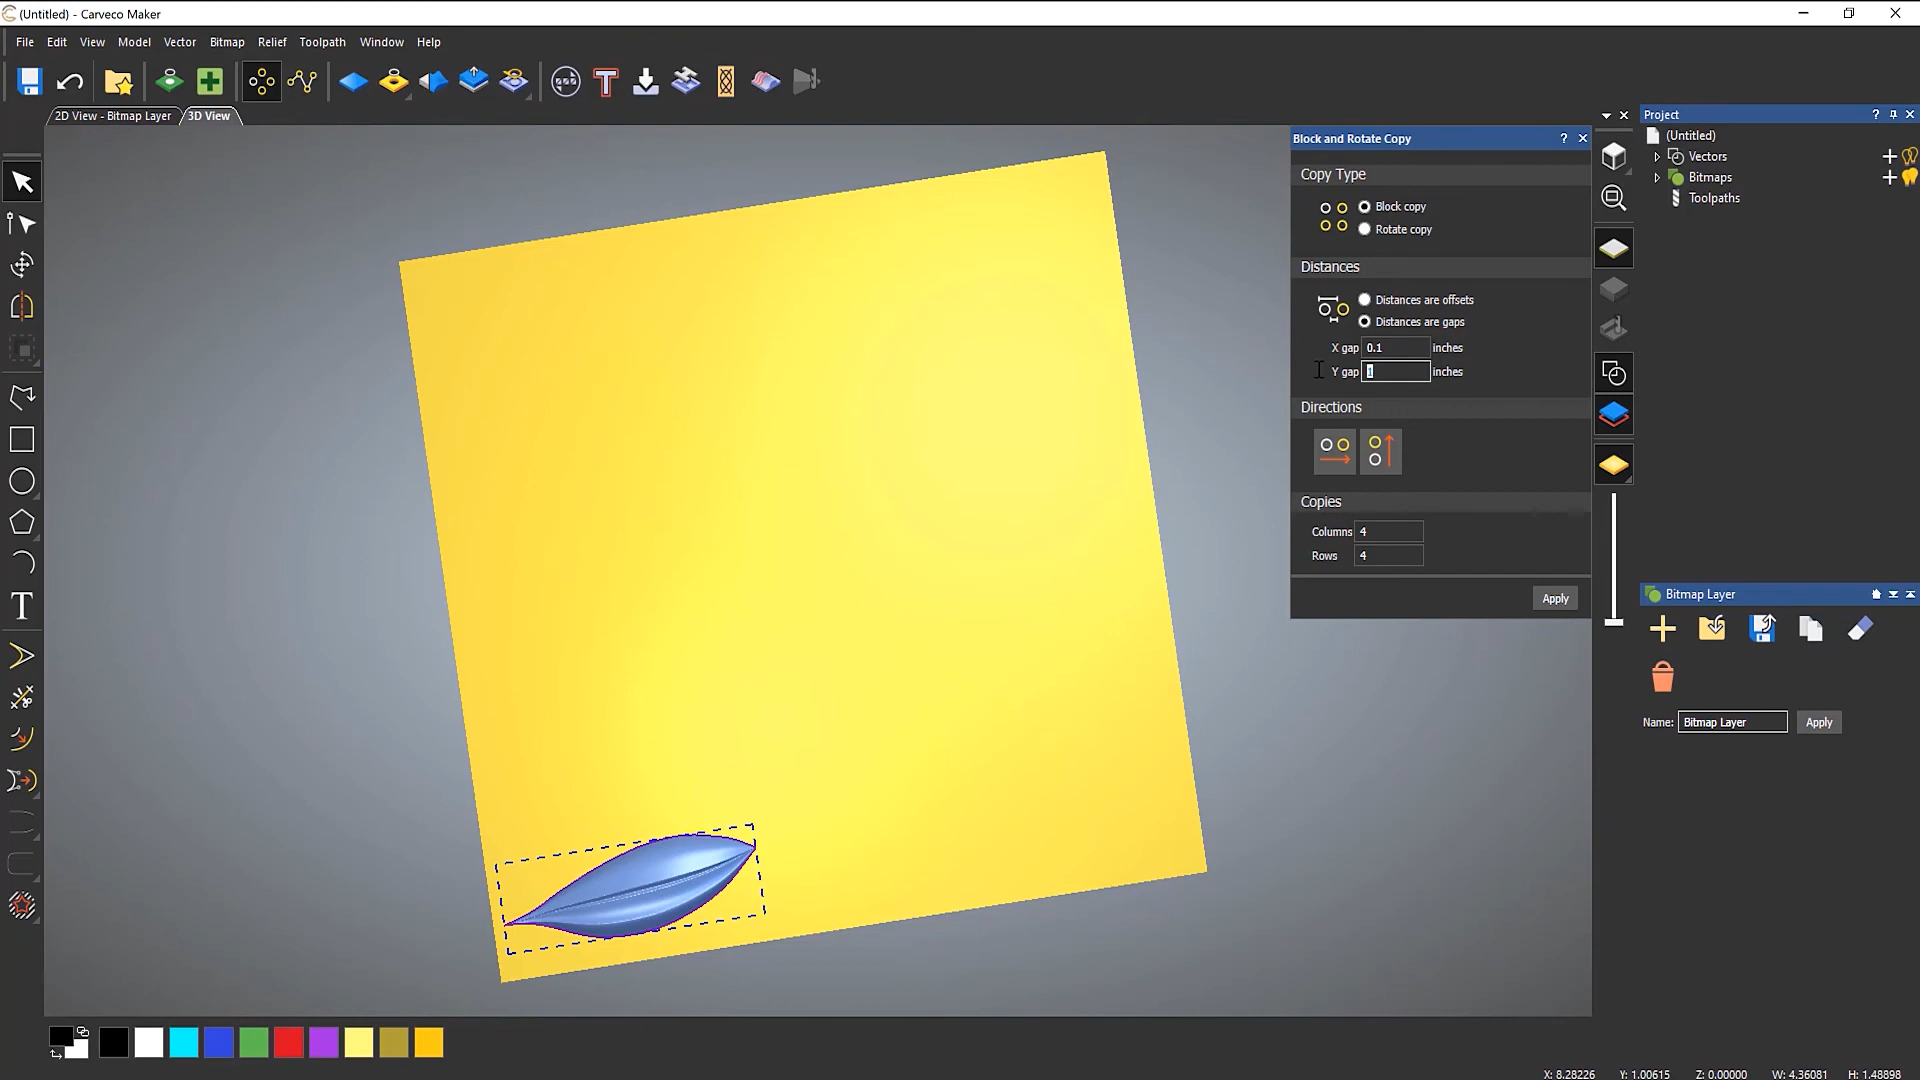 (Untitled) - Carveco Maker
File Edit View Model Vector Bitmap Relief Toolpath Window Help
2D View - Bitmap Layer 3D View
Block and Rotate Copy ?
Copy Type
Block copy
Rotate copy
Distances
Distances are offsets
Distances are gaps
X gap 0.1 inches
Y gap 1 inches
Directions
Copies
Columns 4
Rows 4
Apply
Project ?
(Untitled)
Vectors
Bitmaps
Toolpaths
Bitmap Layer
Name: Bitmap Layer Apply
X: 8.28226 Y: 1.00615 Z: 0.00000 W: 4.36081 H: 1.48898